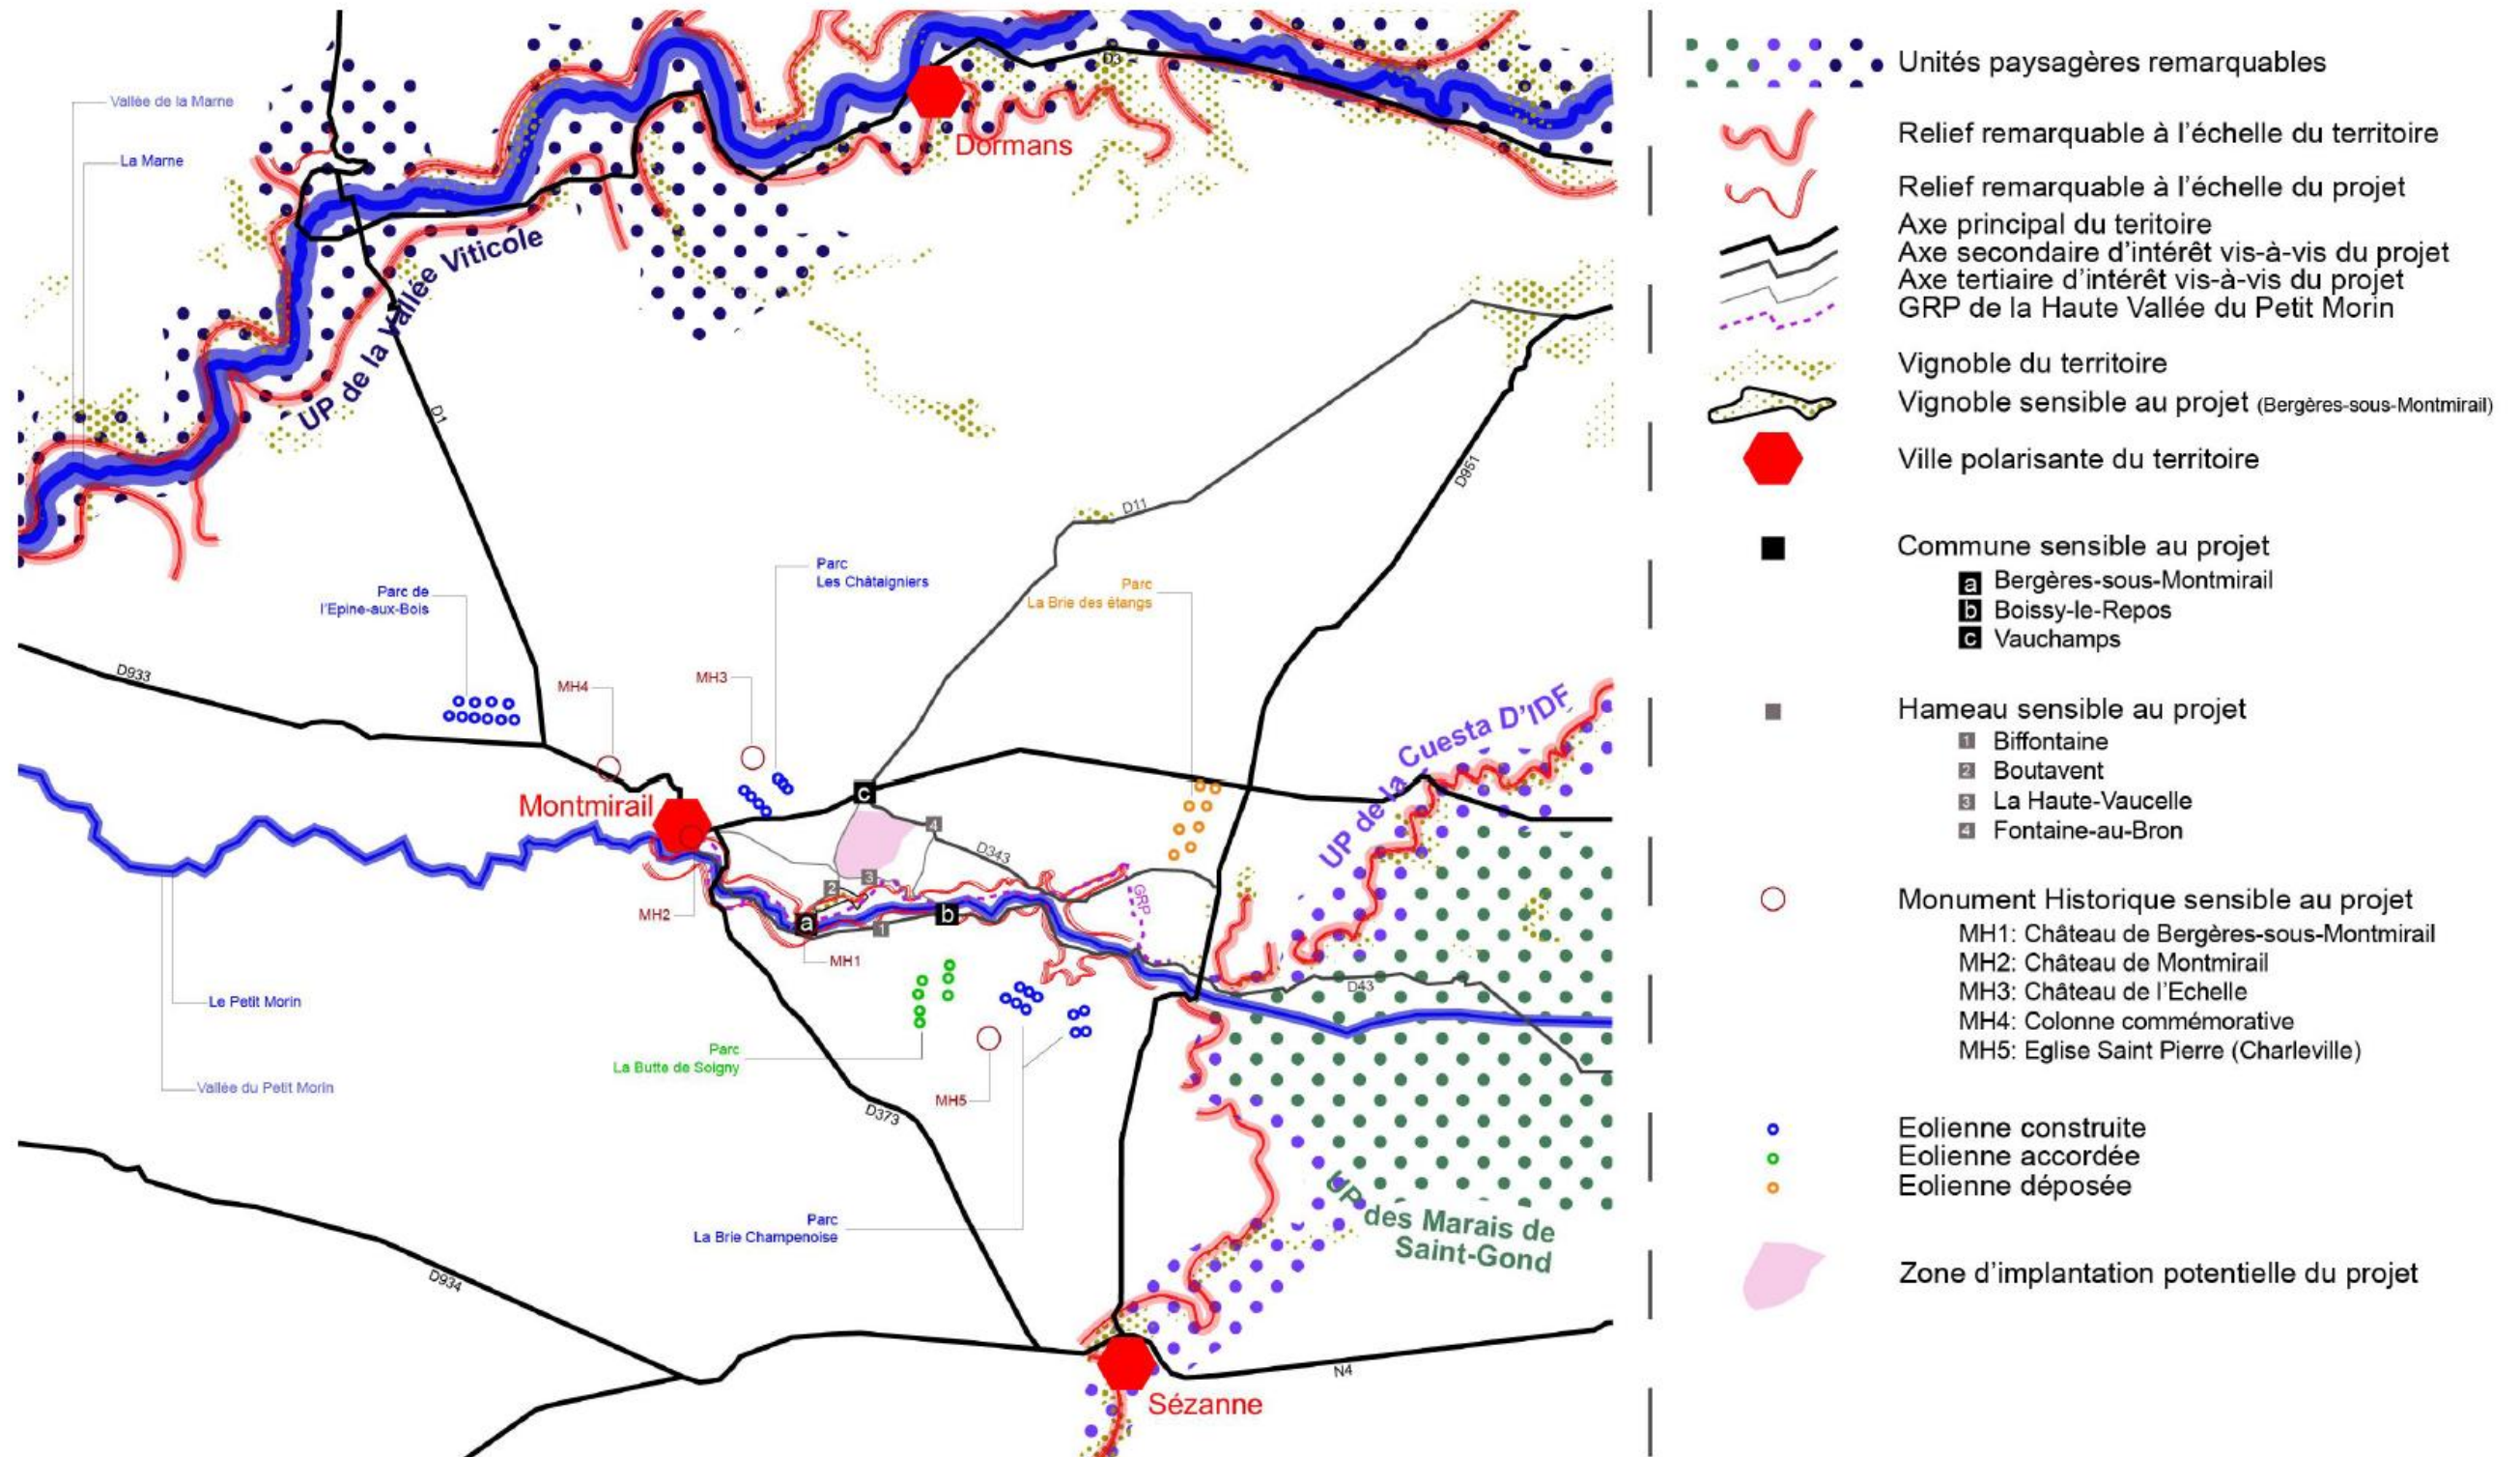 Vallée de la Marne
La Marne
D3
Dormans
UP de la Vallée Viticole
D1
D11
D951
Parc
Les Châtaigniers
Parc de
l'Epine-aux-Bois
Parc
La Brie des étangs
D933
MH4
MH3
Montmirail
c
4
D343
3
2
GRP
a
b
1
MH2
MH1
UP de la Cuesta D'IDF
D43
Le Petit Morin
Vallée du Petit Morin
Parc
La Butte de Soigny
MH5
D373
Parc
La Brie Champenoise
UP des Marais de
Saint-Gond
D934
N4
Sézanne
Unités paysagères remarquables
Relief remarquable à l'échelle du territoire
Relief remarquable à l'échelle du projet
Axe principal du teritoire
Axe secondaire d'intérêt vis-à-vis du projet
Axe tertiaire d'intérêt vis-à-vis du projet
GRP de la Haute Vallée du Petit Morin
Vignoble du territoire
Vignoble sensible au projet (Bergères-sous-Montmirail)
Ville polarisante du territoire
Commune sensible au projet
a Bergères-sous-Montmirail
b Boissy-le-Repos
c Vauchamps
Hameau sensible au projet
1 Biffontaine
2 Boutavent
3 La Haute-Vaucelle
4 Fontaine-au-Bron
Monument Historique sensible au projet
MH1: Château de Bergères-sous-Montmirail
MH2: Château de Montmirail
MH3: Château de l'Echelle
MH4: Colonne commémorative
MH5: Eglise Saint Pierre (Charleville)
Eolienne construite
Eolienne accordée
Eolienne déposée
Zone d'implantation potentielle du projet